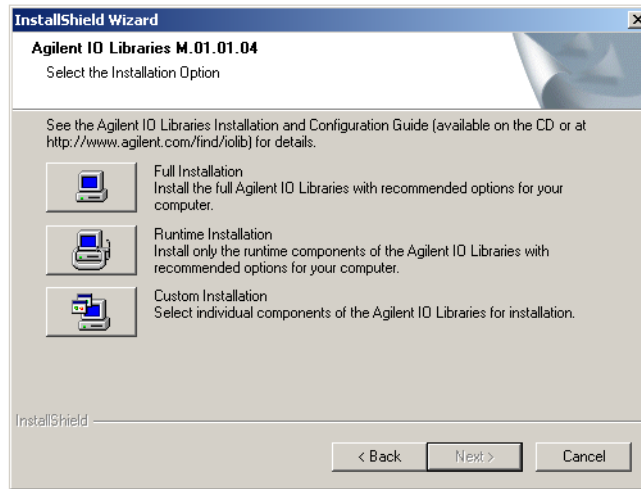 InstallShield Wizard
Agilent IO Libraries M.01.01.04
Select the Installation Option
See the Agilent IO Libraries Installation and Configuration Guide (available on the CD or at
http://www.agilent.com/find/iolib) for details.
Full Installation
Install the full Agilent IO Libraries with recommended options for your
computer.
Runtime Installation
Install only the runtime components of the Agilent IO Libraries with
recommended options for your computer.
Custom Installation
Select individual components of the Agilent IO Libraries for installation.
InstallShield
< Back Next > Cancel